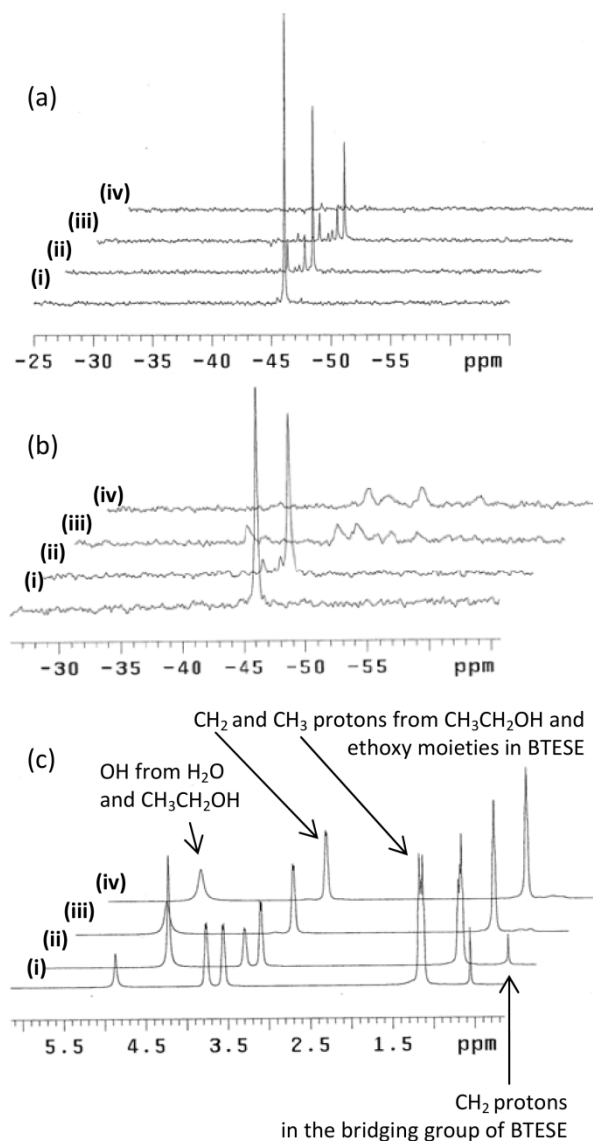 (a)
(iv)
(iii)
(ii)
(i)
-25 -30 -35 -40 -45 -50 -55 ppm
(b)
(iv)
(iii)
(ii)
(i)
-30 -35 -40 -45 -50 -55 ppm
CH2 and CH3 protons from CH3CH2OH and
ethoxy moieties in BTESE
(c)
OH from H2O
and CH3CH2OH
(iv)
(iii)
(ii)
(i)
5.5 4.5 3.5 2.5 1.5 ppm
CH2 protons
in the bridging group of BTESE